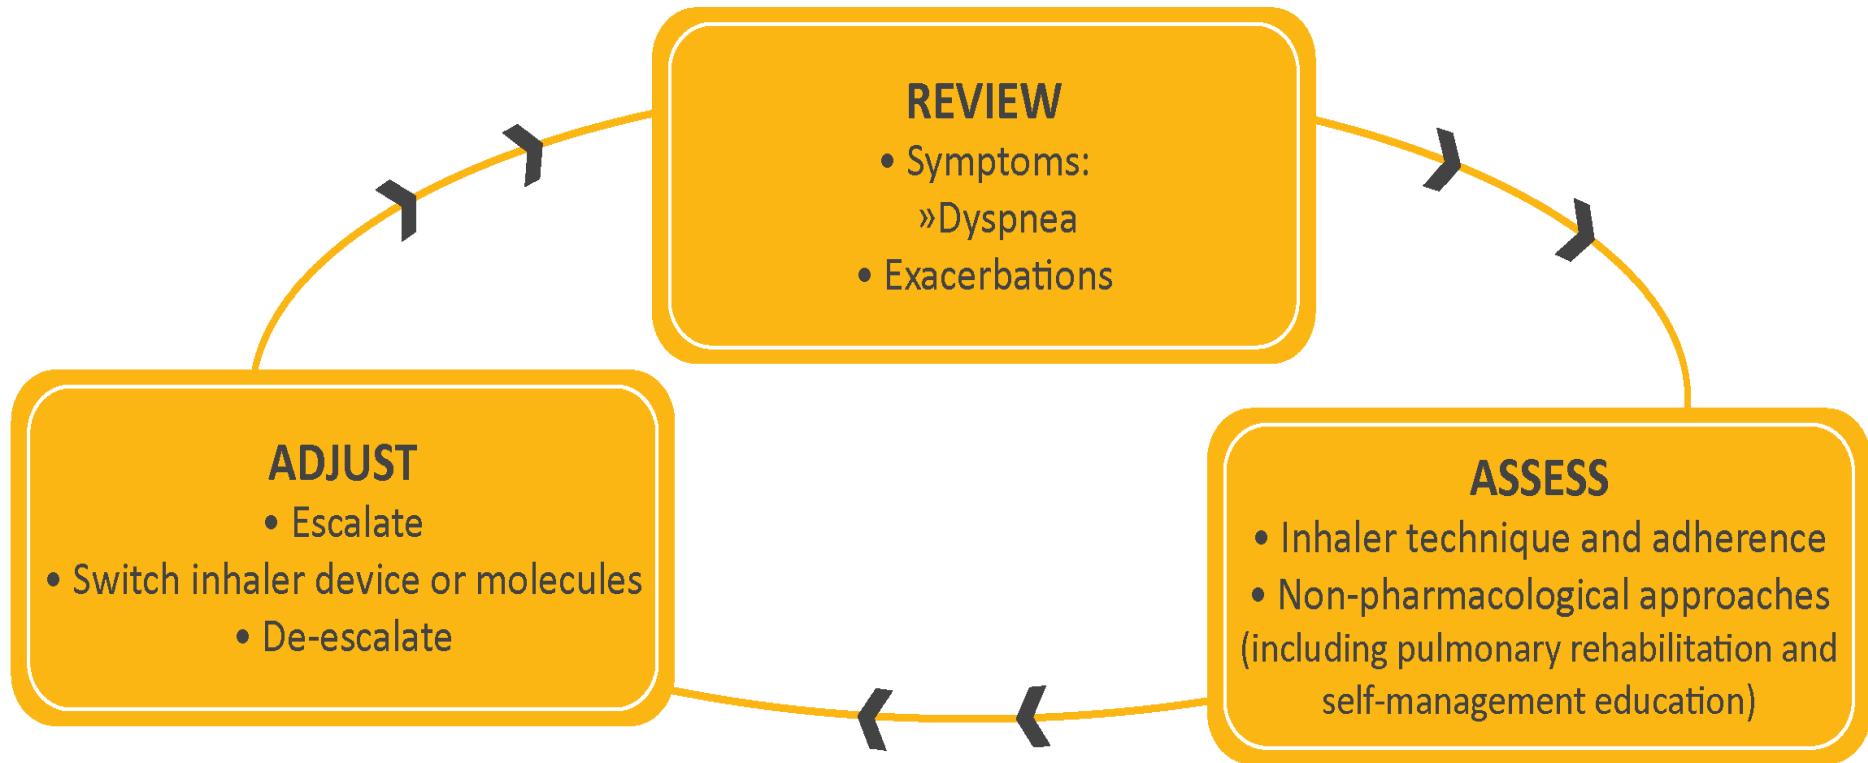 REVIEW
• Symptoms:
»Dyspnea
• Exacerbations
ASSESS
• Inhaler technique and adherence
• Non-pharmacological approaches
(including pulmonary rehabilitation and
self-management education)
ADJUST
• Escalate
• Switch inhaler device or molecules
• De-escalate